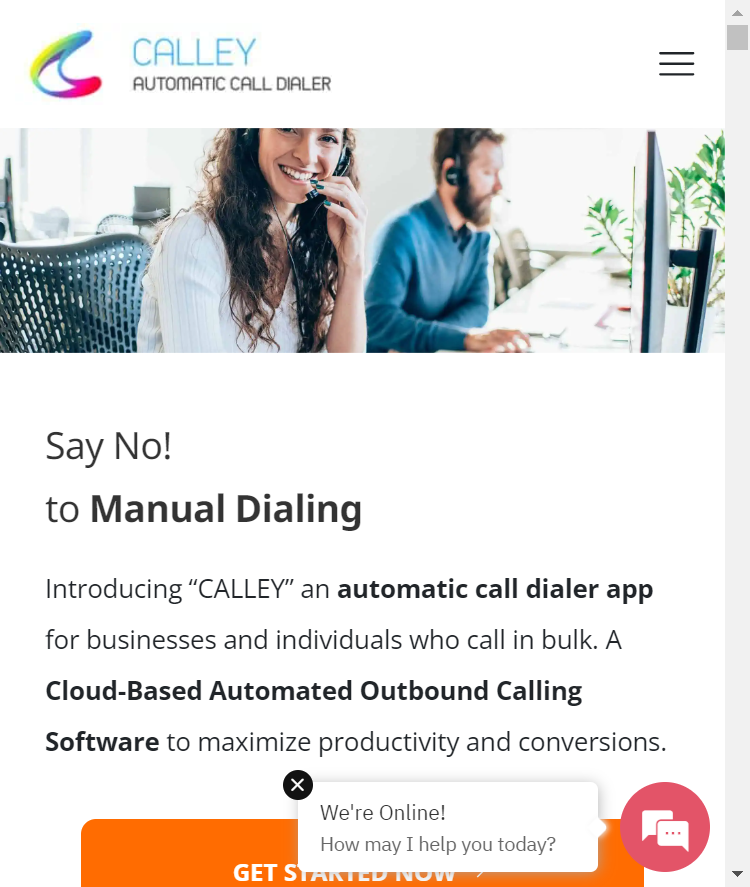 CALLEY
AUTOMATIC CALL DIALER
Say No!
to Manual Dialing
Introducing “CALLEY” an automatic call dialer app
for businesses and individuals who call in bulk. A
Cloud-Based Automated Outbound Calling
Software to maximize productivity and conversions.
We're Online!
How may I help you today?
GET STARTED NOW